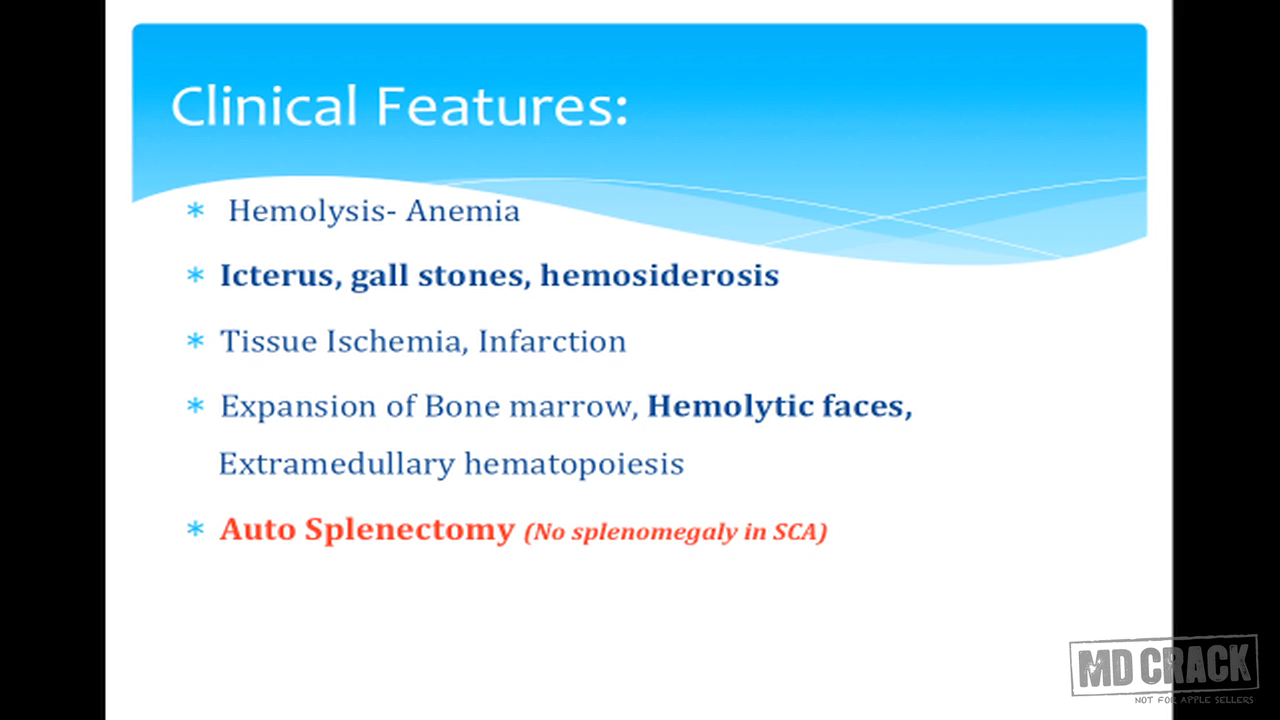 Clinical Features:
* Hemolysis- Anemia
* Icterus, gall stones, hemosiderosis
* Tissue Ischemia, Infarction
* Expansion of Bone marrow, Hemolytic faces,
Extramedullary hematopoiesis
* Auto Splenectomy (No splenomegaly in SCA)
MD CRACK
NOT FOR APPLE SELLERS